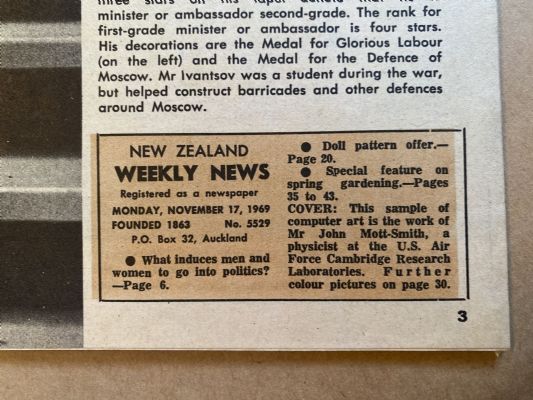 minister or ambassador second-grade. The rank for
first-grade minister or ambassador is four stars.
His decorations are the Medal for Glorious Labour
(on the left) and the Medal for the Defence of
Moscow. Mr Ivantsov was a student during the war,
but helped construct barricades and other defences
around Moscow.
NEW ZEALAND
WEEKLY NEWS
Registered as a newspaper
MONDAY, NOVEMBER 17, 1969
FOUNDED 1863 No. 5529
P.O. Box 32, Auckland
● What induces men and
women to go into politics?
—Page 6.
● Doll pattern offer.—
Page 20.
● Special feature on
spring gardening.—Pages
35 to 43.
COVER: This sample of
computer art is the work of
Mr John Mott-Smith, a
physicist at the U.S. Air
Force Cambridge Research
Laboratories. Further
colour pictures on page 30.
3